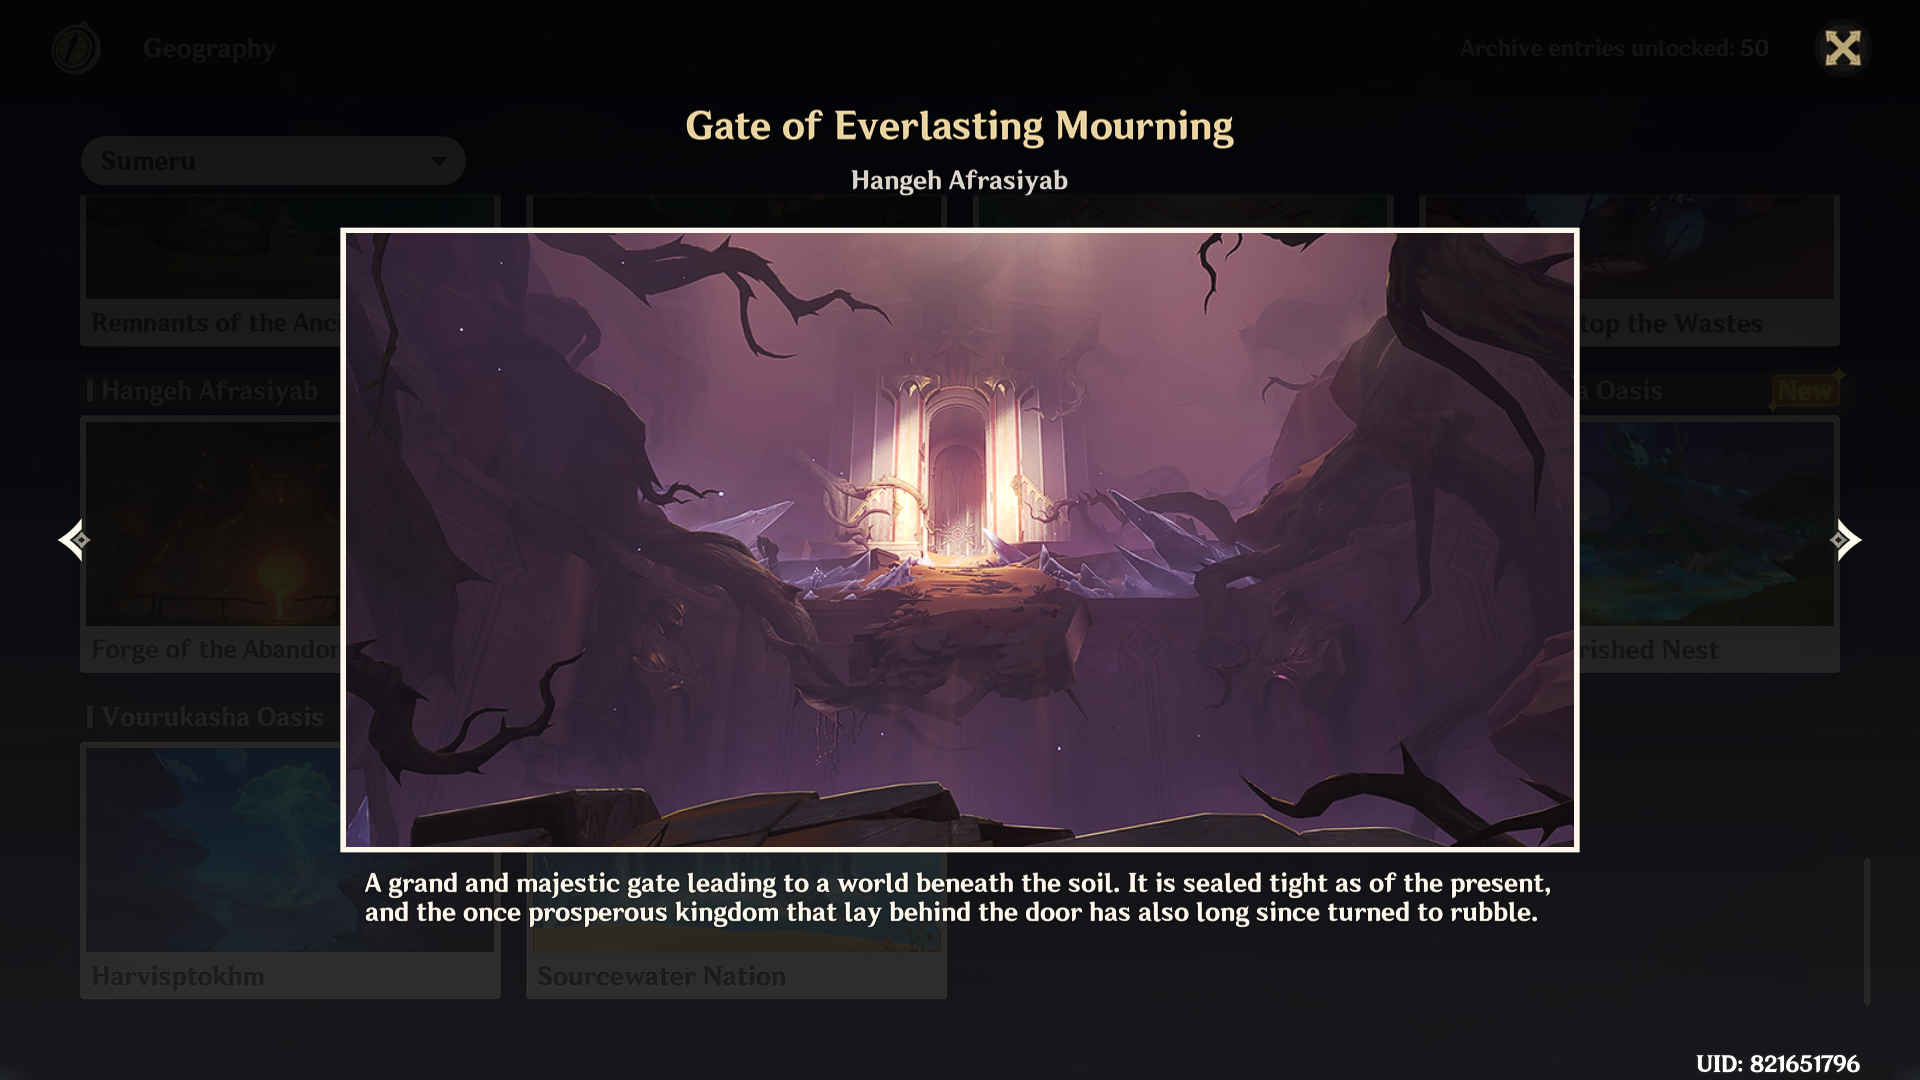 Geography
Archive entries unlocked: 50
Gate of Everlasting Mourning
Sumeru
Hangeh Afrasiyab
Remnants of the Anc
top the Wastes
Hangeh Afrasiyab
Oasis
New
Forge of the Abandon
rished Nest
Vourukasha Oasis
A grand and majestic gate leading to a world beneath the soil. It is sealed tight as of the present,
and the once prosperous kingdom that lay behind the door has also long since turned to rubble.
Harvisptokhm
Sourcewater Nation
UID: 821651796